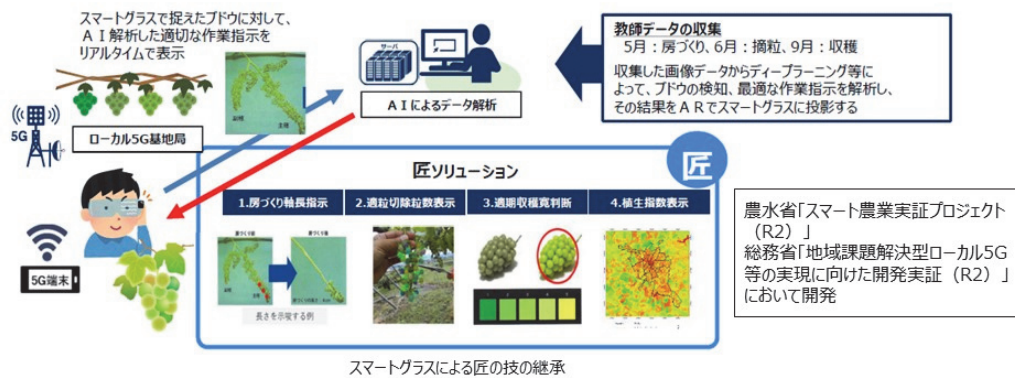 スマートグラスで捉えたブドウに対して、
AI解析した適切な作業指示を
リアルタイムで表示
5G
ローカル5G基地局
サーバ
AIによるデータ解析
教師データの収集
5月：房づくり、6月：摘粒、9月：収穫
収集した画像データからディープラーニング等に
よって、ブドウの検知、最適な作業指示を解析し、
その結果をARでスマートグラスに投影する
匠
匠ソリューション
1.房づくり軸長指示
2.適粒切除粒数表示
3.適期収穫寛判断
4.植生指数表示
長さを示唆する例
5G端末
農水省「スマート農業実証プロジェクト
（R2）」
総務省「地域課題解決型ローカル5G
等の実現に向けた開発実証（R2）」
において開発
スマートグラスによる匠の技の継承